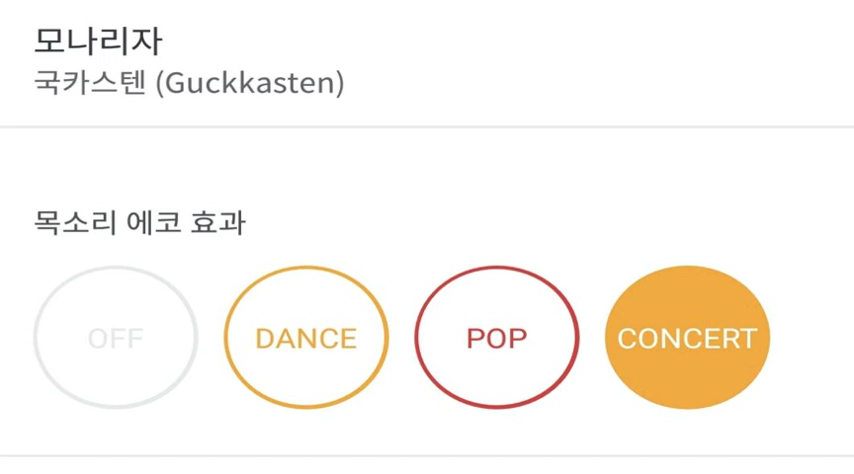 모나리자
국카스텐 (Guckkasten)
목소리 에코 효과
OFF DANCE POP CONCERT